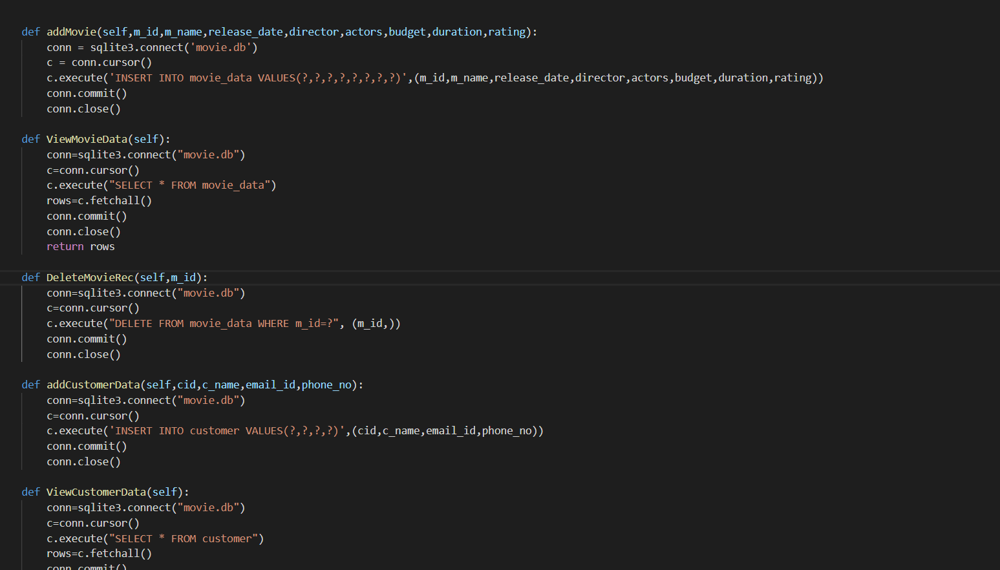 def addMovie(self,m_id,m_name,release_date,director,actors,budget,duration,rating):
    conn = sqlite3.connect('movie.db')
    c = conn.cursor()
    c.execute('INSERT INTO movie_data VALUES(?,?,?,?,?,?,?,?)',(m_id,m_name,release_date,director,actors,budget,duration,rating))
    conn.commit()
    conn.close()

def ViewMovieData(self):
    conn=sqlite3.connect("movie.db")
    c=conn.cursor()
    c.execute("SELECT * FROM movie_data")
    rows=c.fetchall()
    conn.commit()
    conn.close()
    return rows

def DeleteMovieRec(self,m_id):
    conn=sqlite3.connect("movie.db")
    c=conn.cursor()
    c.execute("DELETE FROM movie_data WHERE m_id=?", (m_id,))
    conn.commit()
    conn.close()

def addCustomerData(self,cid,c_name,email_id,phone_no):
    conn=sqlite3.connect("movie.db")
    c=conn.cursor()
    c.execute('INSERT INTO customer VALUES(?,?,?,?)',(cid,c_name,email_id,phone_no))
    conn.commit()
    conn.close()

def ViewCustomerData(self):
    conn=sqlite3.connect("movie.db")
    c=conn.cursor()
    c.execute("SELECT * FROM customer")
    rows=c.fetchall()
    conn.commit()